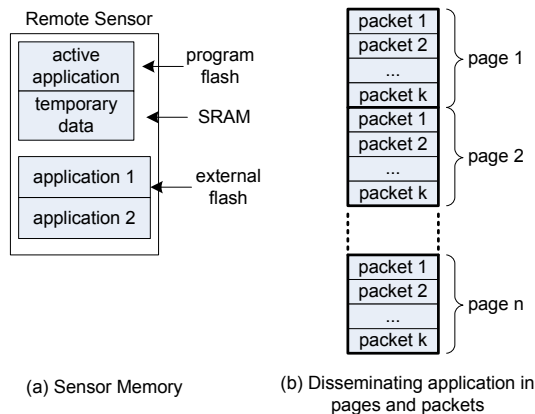 Remote Sensor
active
application
program
flash
temporary
data
SRAM
application 1
application 2
external
flash
(a) Sensor Memory
packet 1
packet 2
...
packet k
page 1
packet 1
packet 2
...
packet k
page 2
packet 1
packet 2
...
packet k
page n
(b) Disseminating application in
pages and packets